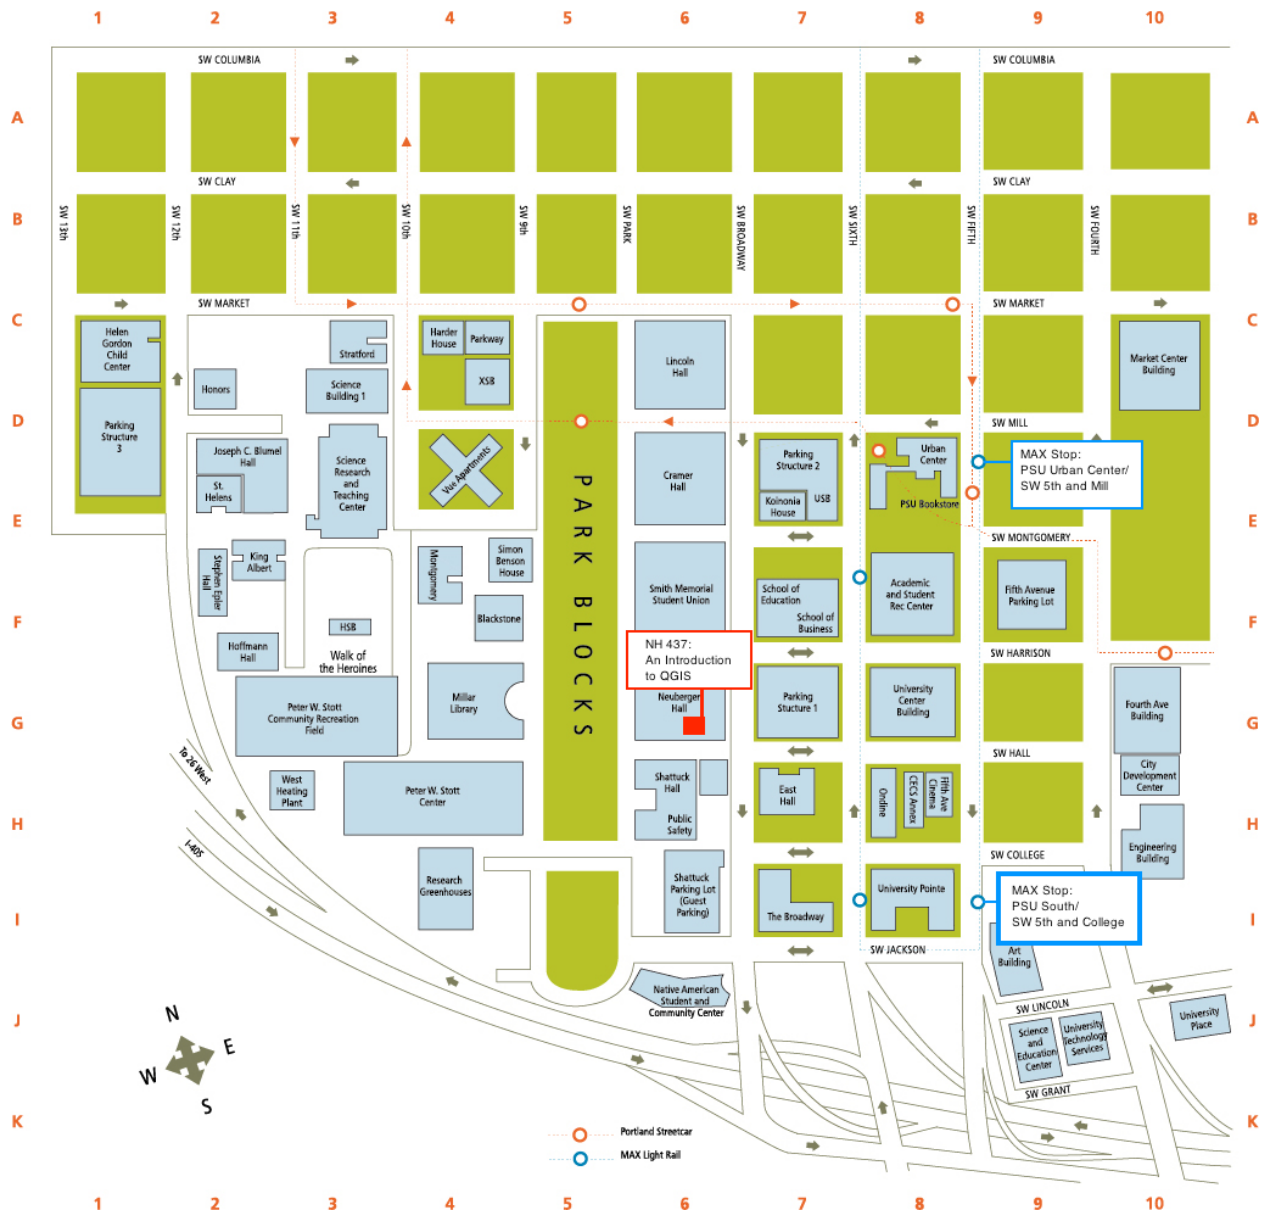 1 2 3 4 5 6 7 8 9 10
SW COLUMBIA
SW COLUMBIA
A
A
SW CLAY
SW CLAY
B
B
SW 13th
SW 12th
SW 11th
SW 10th
SW 9th
SW PARK
SW BROADWAY
SW SIXTH
SW FIFTH
SW FOURTH
SW MARKET
SW MARKET
C
C
Helen
Gordon
Child
Center
Stratford
Harder
House
Parkway
XSB
Lincoln
Hall
Market Center
Building
Honors
Science
Building 1
D
D
SW MILL
Parking
Structure
3
Joseph C. Blumel
Hall
St.
Helens
Science
Research
and
Teaching
Center
Vue Apartments
PARK BLOCKS
Cramer
Hall
Parking
Structure 2
Koinonia
House
USB
Urban
Center
PSU Bookstore
MAX Stop:
PSU Urban Center/
SW 5th and Mill
E
E
SW MONTGOMERY
Stephen Epler
Hall
King
Albert
Montgomery
Simon
Benson
House
Blackstone
Smith Memorial
Student Union
School of
Education
School of
Business
Academic
and Student
Rec Center
Fifth Avenue
Parking Lot
F
F
Hoffmann
Hall
HSB
Walk of
the Heroines
NH 437:
An Introduction
to QGIS
SW HARRISON
Peter W. Stott
Community Recreation
Field
Millar
Library
Neuberger
Hall
Parking
Stucture 1
University
Center
Building
Fourth Ave
Building
G
G
To 26 West
SW HALL
West
Heating
Plant
Peter W. Stott
Center
Shattuck
Hall
Public
Safety
East
Hall
Ondine
CECS Annex
Fifth Ave
Cinema
City
Development
Center
H
H
I-405
SW COLLEGE
Engineering
Building
Research
Greenhouses
Shattuck
Parking Lot
(Guest
Parking)
The Broadway
University Pointe
MAX Stop:
PSU South/
SW 5th and College
I
I
SW JACKSON
Art
Building
Native American
Student and
Community Center
SW LINCOLN
J
J
N
E
W
S
Science
and
Education
Center
University
Technology
Services
University
Place
SW GRANT
K
K
Portland Streetcar
MAX Light Rail
1 2 3 4 5 6 7 8 9 10